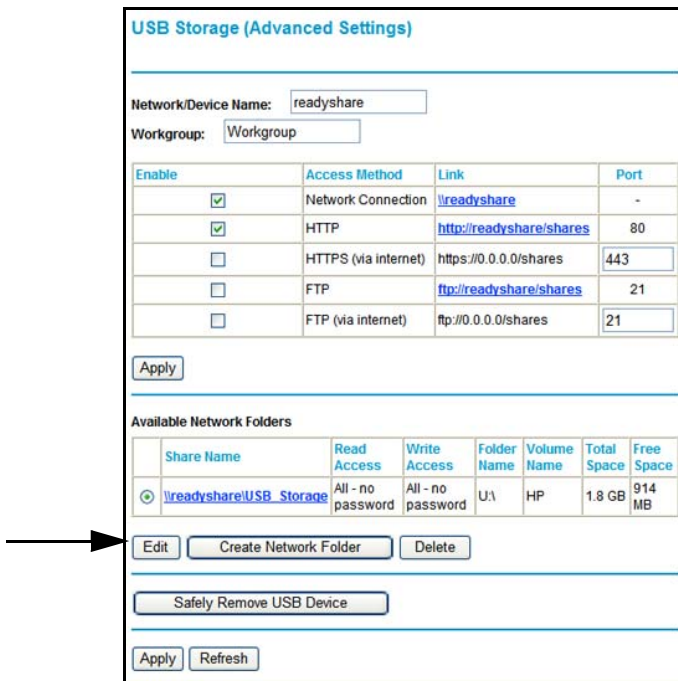 USB Storage (Advanced Settings)
Network/Device Name: readyshare
Workgroup: Workgroup
Enable Access Method Link Port
Network Connection \\readyshare -
HTTP http://readyshare/shares 80
HTTPS (via internet) https://0.0.0.0/shares 443
FTP ftp://readyshare/shares 21
FTP (via internet) ftp://0.0.0.0/shares 21
Apply
Available Network Folders
Share Name Read Access Write Access Folder Name Volume Name Total Space Free Space
\\readyshare\USB_Storage All - no password All - no password U:\ HP 1.8 GB 914 MB
Edit Create Network Folder Delete
Safely Remove USB Device
Apply Refresh